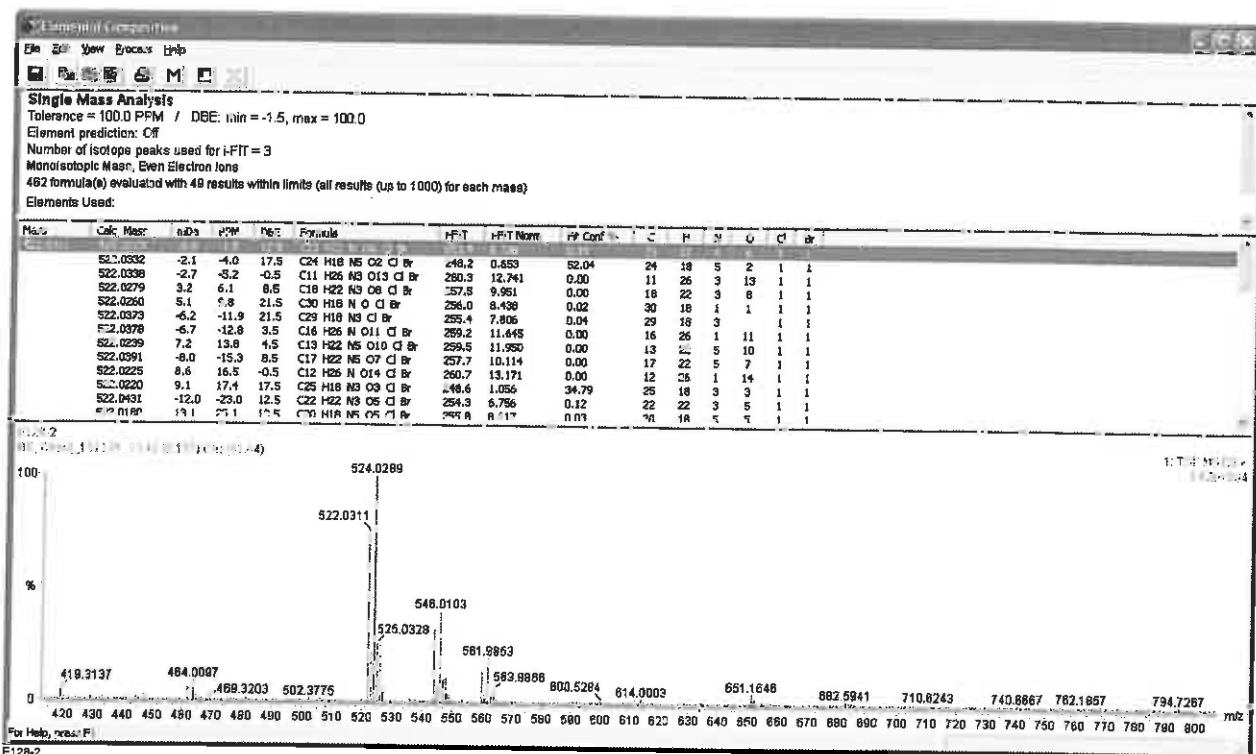 Elemental Composition
File Edit View Process Help
M
Single Mass Analysis
Tolerance = 100.0 PPM / DBE: min = -1.5, max = 100.0
Element prediction: Off
Number of isotope peaks used for i-FIT = 3
Monoisotopic Mass, Even Electron Ions
462 formula(e) evaluated with 49 results within limits (all results (up to 1000) for each mass)
Elements Used:
Mass Calc. Mass mDa PPM DBE Formula i-FIT i-FIT Norm Fit Conf % C H N O Cl Br
522.0332 -2.1 -4.0 17.5 C24 H18 N5 O2 Cl Br 248.2 0.653 52.04 24 18 5 2 1 1
522.0338 -2.7 -5.2 -0.5 C11 H26 N3 O13 Cl Br 260.3 12.741 0.00 11 26 3 13 1 1
522.0279 3.2 6.1 8.5 C18 H22 N3 O8 Cl Br 257.5 9.951 0.00 18 22 3 8 1 1
522.0260 5.1 9.8 21.5 C30 H18 N O Cl Br 256.0 8.438 0.02 30 18 1 1 1 1
522.0373 -6.2 -11.9 21.5 C29 H18 N3 Cl Br 255.4 7.806 0.04 29 18 3 1 1
522.0378 -6.7 -12.8 3.5 C16 H26 N O11 Cl Br 259.2 11.645 0.00 16 26 1 11 1 1
522.0239 7.2 13.8 4.5 C13 H22 N5 O10 Cl Br 259.5 11.950 0.00 13 22 5 10 1 1
522.0391 -8.0 -15.3 8.5 C17 H22 N5 O7 Cl Br 257.7 10.114 0.00 17 22 5 7 1 1
522.0225 8.6 16.5 -0.5 C12 H26 N O14 Cl Br 260.7 13.171 0.00 12 26 1 14 1 1
522.0220 9.1 17.4 17.5 C25 H18 N3 O3 Cl Br 248.6 1.056 34.79 25 18 3 3 1 1
522.0431 -12.0 -23.0 12.5 C22 H22 N3 O5 Cl Br 254.3 6.756 0.12 22 22 3 5 1 1
522.0180 13.1 25.1 0.03 18 5 5 1 1
F128-2
100
524.0289
522.0311
%
546.0103
525.0328
561.9853
419.3137
464.0097
469.3203
502.3775
563.9886
600.5284
614.0003
651.1646
682.5941
710.6243
740.6667
762.1857
794.7267
0
420 430 440 450 460 470 480 490 500 510 520 530 540 550 560 570 580 590 600 610 620 630 640 650 660 670 680 690 700 710 720 730 740 750 760 770 780 790 800 m/z
For Help, press F1
F128-2